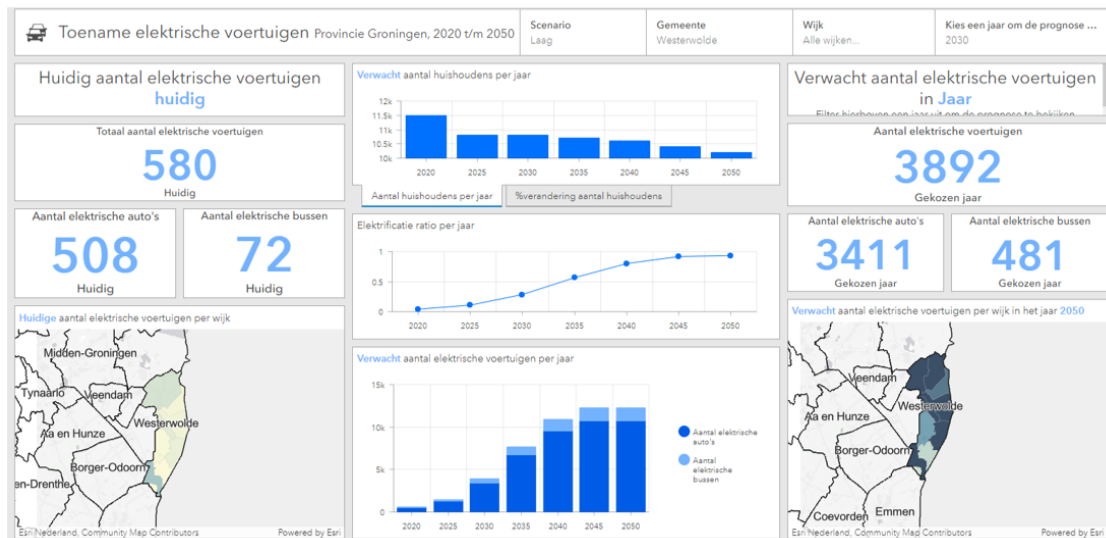 Toename elektrische voertuigen Provincie Groningen, 2020 t/m 2050
Scenario
Laag
Gemeente
Westerwolde
Wijk
Alle wijken...
Kies een jaar om de prognose ...
2030
Huidig aantal elektrische voertuigen
huidig
Totaal aantal elektrische voertuigen
580
Huidig
Aantal elektrische auto's
508
Huidig
Aantal elektrische bussen
72
Huidig
Huidige aantal elektrische voertuigen per wijk
Midden-Groningen
Tynaarlo
Veendam
Westerwolde
Aa en Hunze
Borger-Odoorn
en-Drenthe
Esri Nederland, Community Map Contributors
Powered by Esri
Verwacht aantal huishoudens per jaar
12k
11.5k
11k
10.5k
10k
2020 2025 2030 2035 2040 2045 2050
Aantal huishoudens per jaar
%verandering aantal huishoudens
Elektrificatie ratio per jaar
1
0.5
0
2020 2025 2030 2035 2040 2045 2050
Verwacht aantal elektrische voertuigen per jaar
15k
10k
5k
0
2020 2025 2030 2035 2040 2045 2050
Aantal elektrische
auto's
Aantal
elektrische
bussen
Verwacht aantal elektrische voertuigen
in Jaar
Filter hierboven een jaar uit om de prognose te bekijken
Aantal elektrische voertuigen
3892
Gekozen jaar
Aantal elektrische auto's
3411
Gekozen jaar
Aantal elektrische bussen
481
Gekozen jaar
Verwacht aantal elektrische voertuigen per wijk in het jaar 2050
Veendam
Westerwolde
Aa en Hunze
Borger-Odoorn
Coevorden
Emmen
Esri Nederland, Community Map Contributors
Powered by Esri